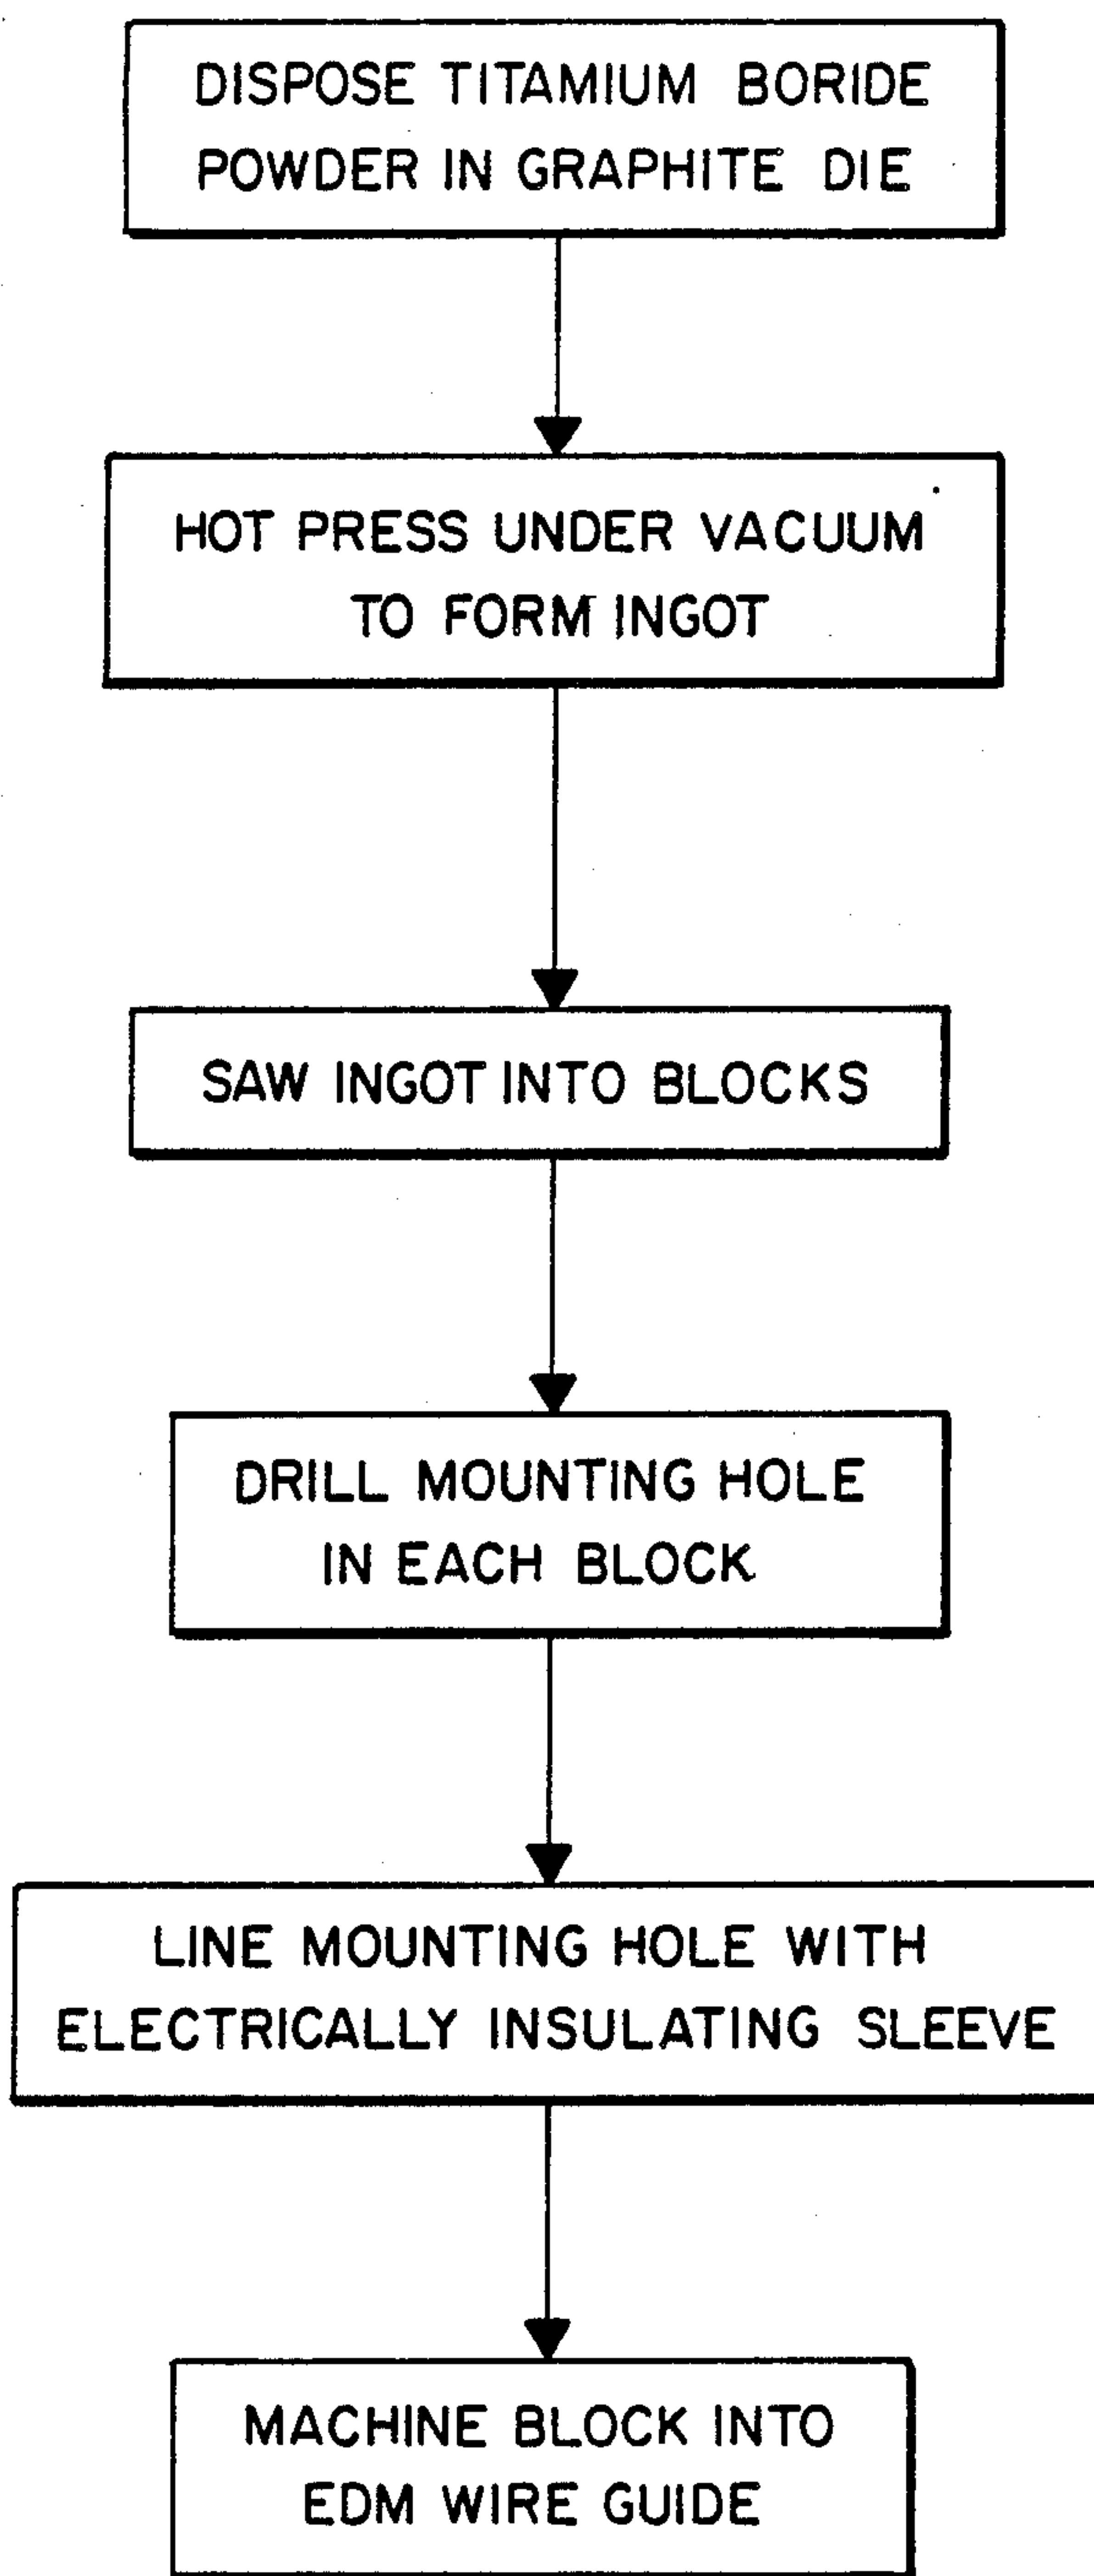 DISPOSE TITAMIUM BORIDE
POWDER IN GRAPHITE DIE
HOT PRESS UNDER VACUUM
TO FORM INGOT
SAW INGOT INTO BLOCKS
DRILL MOUNTING HOLE
IN EACH BLOCK
LINE MOUNTING HOLE WITH
ELECTRICALLY INSULATING SLEEVE
MACHINE BLOCK INTO
EDM WIRE GUIDE